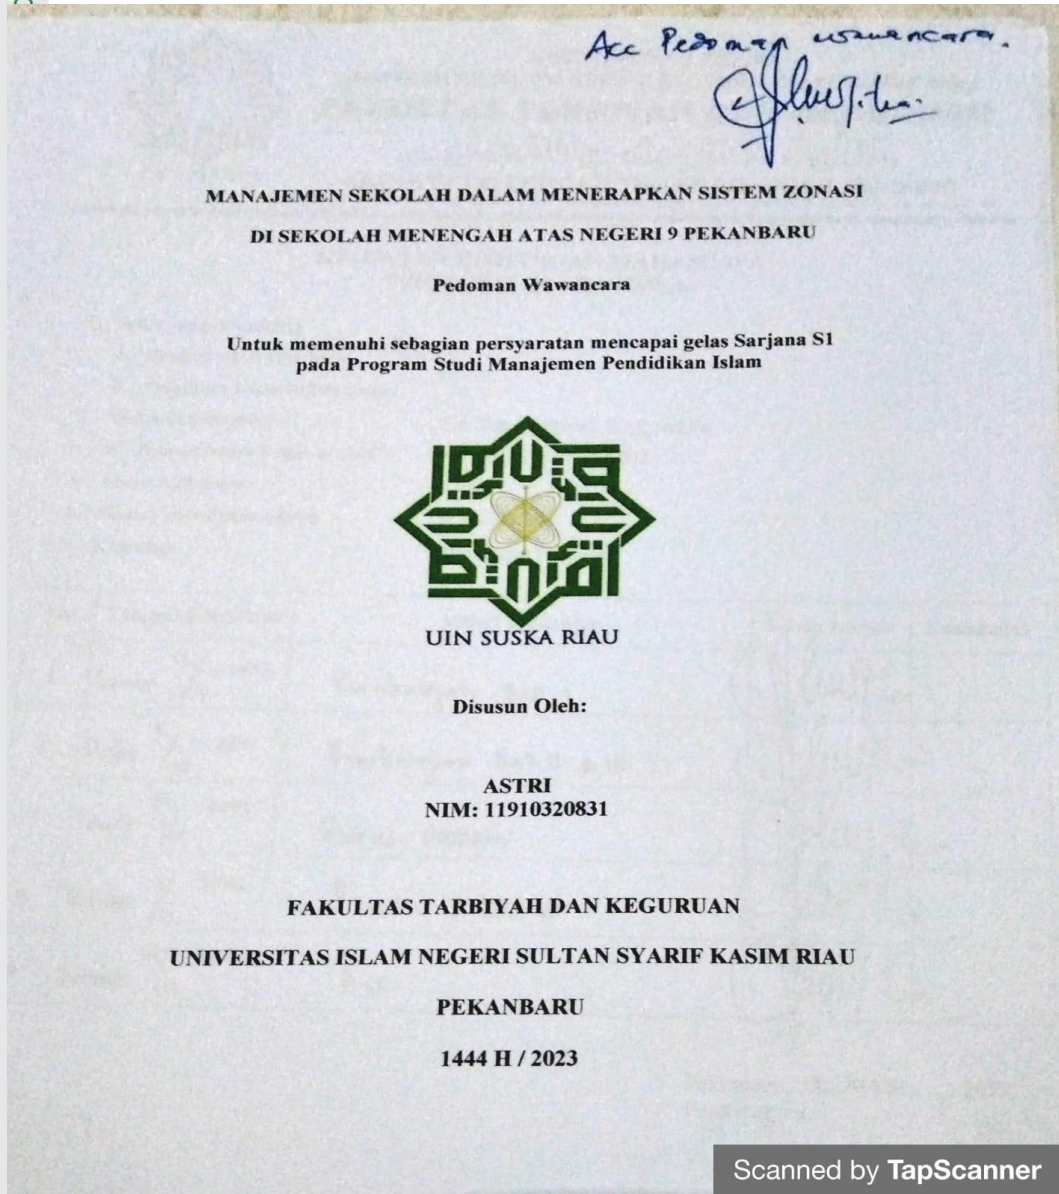 Acc Pedoman wawancara.
MANAJEMEN SEKOLAH DALAM MENERAPKAN SISTEM ZONASI
DI SEKOLAH MENENGAH ATAS NEGERI 9 PEKANBARU
Pedoman Wawancara
Untuk memenuhi sebagian persyaratan mencapai gelas Sarjana S1
pada Program Studi Manajemen Pendidikan Islam
UIN SUSKA RIAU
Disusun Oleh:
ASTRI
NIM: 11910320831
FAKULTAS TARBIYAH DAN KEGURUAN
UNIVERSITAS ISLAM NEGERI SULTAN SYARIF KASIM RIAU
PEKANBARU
1444 H / 2023
Scanned by TapScanner